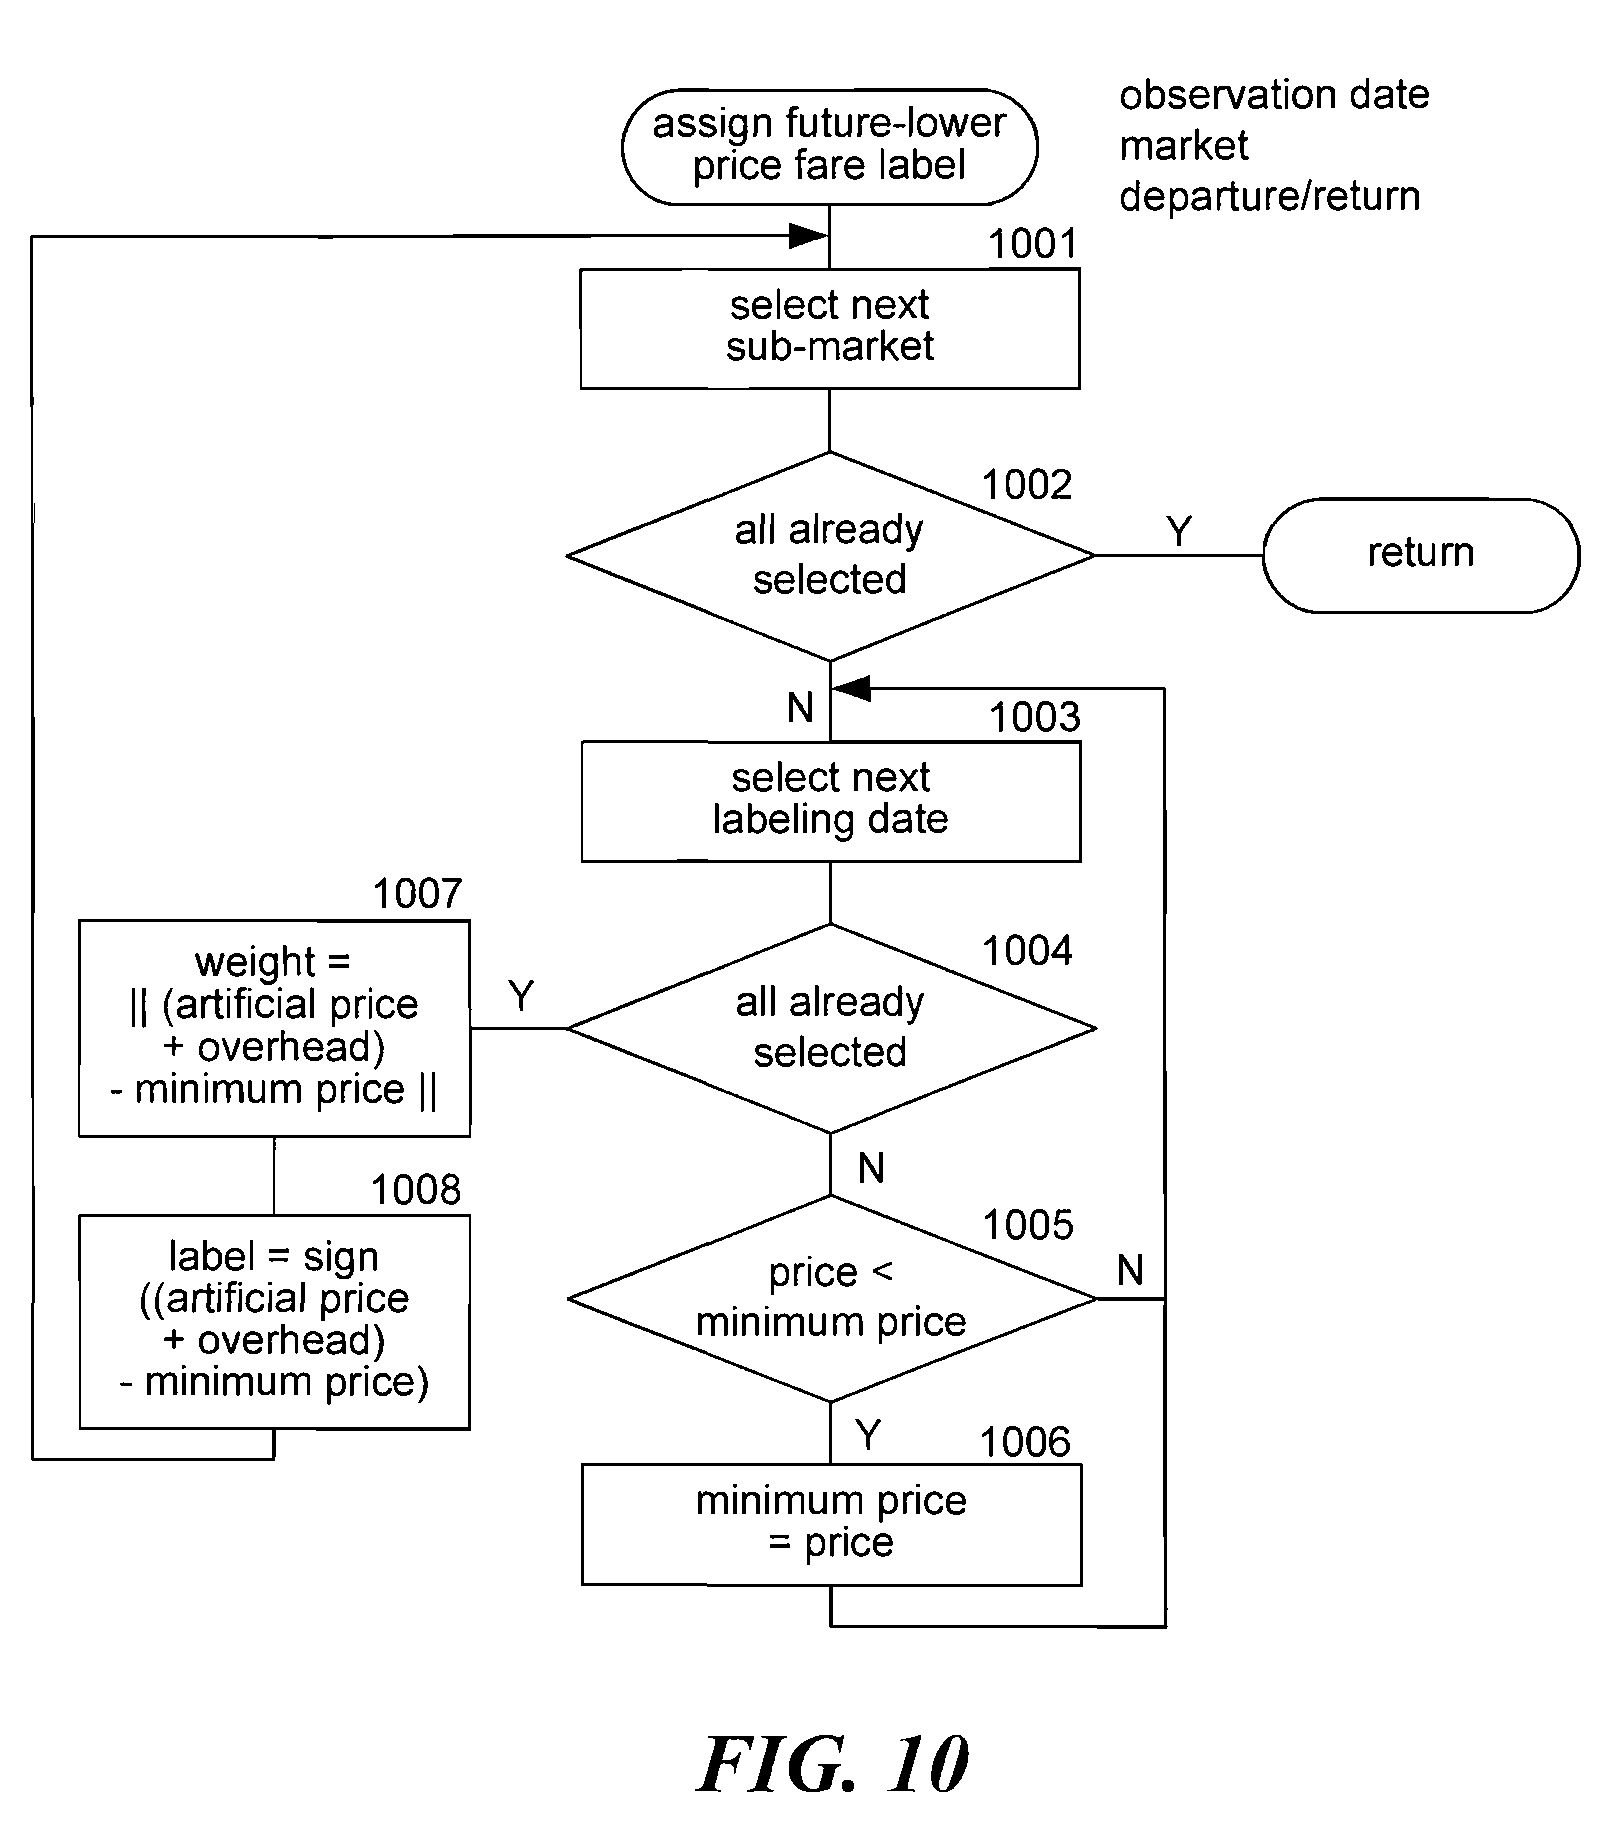 assign future-lower
price fare label
observation date
market
departure/return
1001
select next
sub-market
1002
all already
selected
Y
return
N
1003
select next
labeling date
1007
weight =
|| (artificial price
+ overhead)
- minimum price ||
Y
1004
all already
selected
N
1008
label = sign
((artificial price
+ overhead)
- minimum price)
1005
price <
minimum price
N
Y
1006
minimum price
= price
FIG. 10